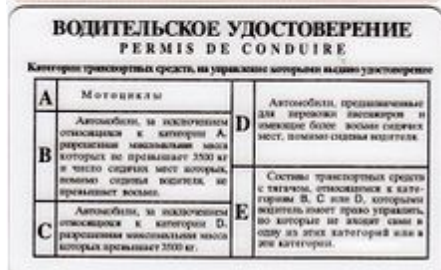 ВОДИТЕЛЬСКОЕ УДОСТОВЕРЕНИЕ
PERMIS DE CONDUIRE
Категории транспортных средств, на управление которыми выдано удостоверение
A
Мотоциклы
B
Автомобили, за исключением
относящихся к категории A,
разрешенная максимальная масса
которых не превышает 3500 кг
и число сидячих мест которых,
помимо сиденья водителя, не
превышает восьми.
C
Автомобили, за исключением
относящихся к категории D,
разрешенная максимальная масса
которых превышает 3500 кг.
D
Автомобили, предназначенные
для перевозки пассажиров и
имеющие более восьми сидячих
мест, помимо сиденья водителя.
E
Составы транспортных средств
с тягачом, относящимся к кате-
гориям B, C или D, которыми
водитель имеет право управлять,
но которые не входят сами в
одну из этих категорий или в
эти категории.